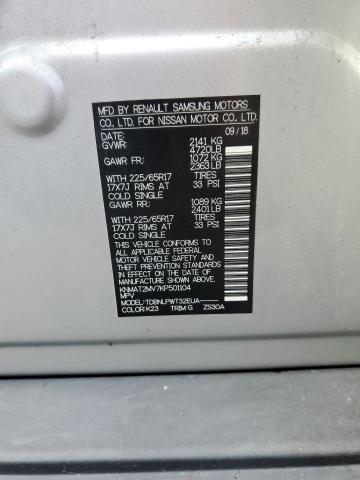 MFD BY RENAULT SAMSUNG MOTORS
CO. LTD. FOR NISSAN MOTOR CO., LTD.
DATE: 09/18
GVWR: 2141 KG
4720LB
GAWR FR: 1072 KG
2363LB
WITH 225/65R17 TIRES
17X7J RIMS AT 33 PSI
COLD SINGLE
GAWR RR: 1089 KG
2401LB
WITH 225/65R17 TIRES
17X7J RIMS AT 33 PSI
COLD SINGLE
THIS VEHICLE CONFORMS TO
ALL APPLICABLE FEDERAL
MOTOR VEHICLE SAFETY
BUMPER, AND THEFT
PREVENTION STANDARDS
IN EFFECT ON THE DATE OF
MANUFACTURE SHOWN ABOVE.
KNMAT2MV7KP501104
MPV
MODEL:TDBNLFWT32EUA
COLOR:K23 TRIM:G ZS30A